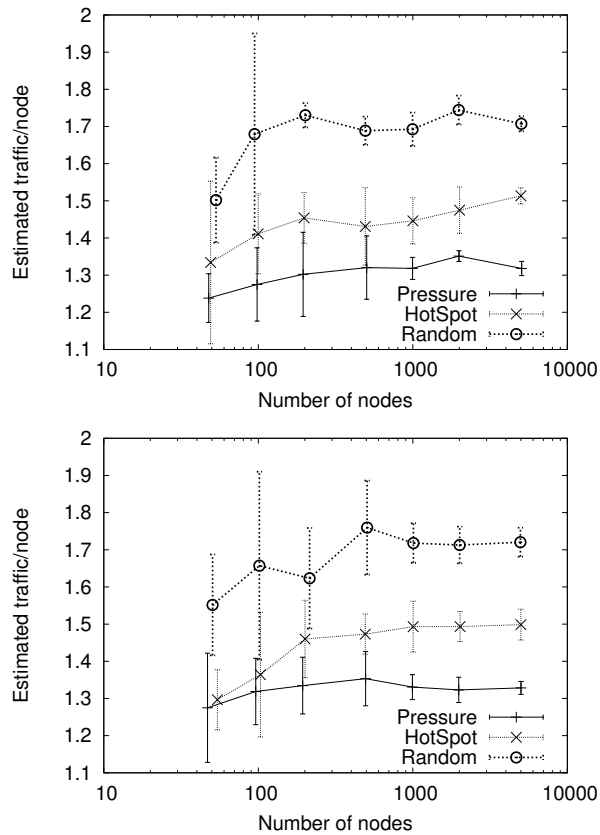 2
1.9
1.8
1.7
1.6
1.5
1.4
1.3
1.2
1.1
Estimated traffic/node
Pressure
HotSpot
Random
10 100 1000 10000
Number of nodes
2
1.9
1.8
1.7
1.6
1.5
1.4
1.3
1.2
1.1
Estimated traffic/node
Pressure
HotSpot
Random
10 100 1000 10000
Number of nodes